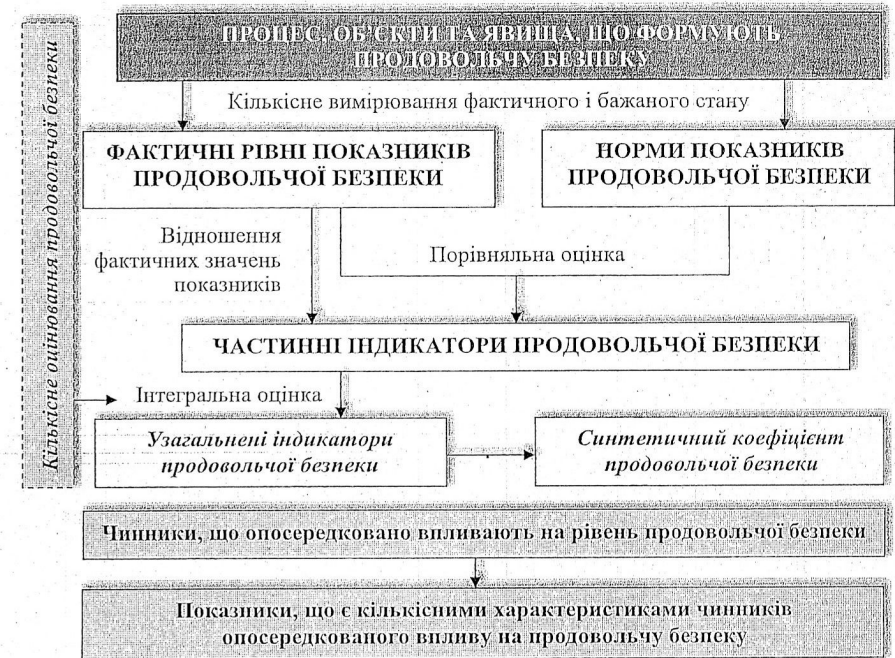 ПРОЦЕС, ОБ’ЄКТИ ТА ЯВИЩА, ЩО ФОРМУЮТЬ
ПРОДОВОЛЬЧУ БЕЗПЕКУ
Кількісне оцінювання продовольчої безпеки
Кількісне вимірювання фактичного і бажаного стану
ФАКТИЧНІ РІВНІ ПОКАЗНИКІВ
ПРОДОВОЛЬЧОЇ БЕЗПЕКИ
НОРМИ ПОКАЗНИКІВ
ПРОДОВОЛЬЧОЇ БЕЗПЕКИ
Відношення
фактичних значень
показників
Порівняльна оцінка
ЧАСТИННІ ІНДИКАТОРИ ПРОДОВОЛЬЧОЇ БЕЗПЕКИ
Інтегральна оцінка
Узагальнені індикатори
продовольчої безпеки
Синтетичний коефіцієнт
продовольчої безпеки
Чинники, що опосередковано впливають на рівень продовольчої безпеки
Показники, що є кількісними характеристиками чинників
опосередкованого впливу на продовольчу безпеку